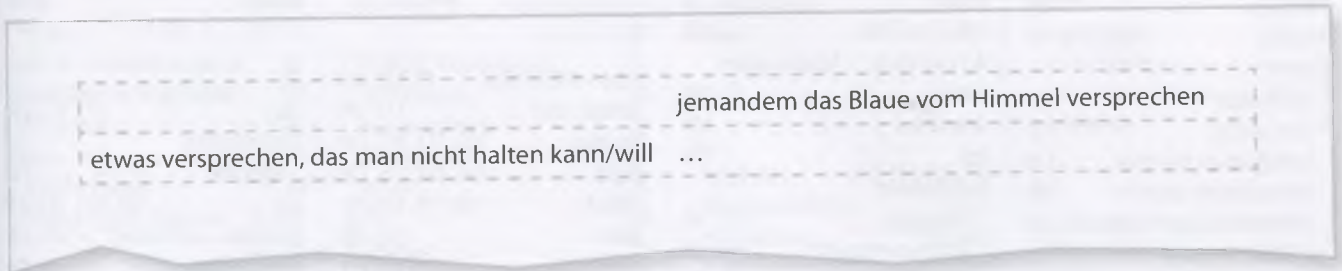 jemandem das Blaue vom Himmel versprechen
etwas versprechen, das man nicht halten kann/will ...